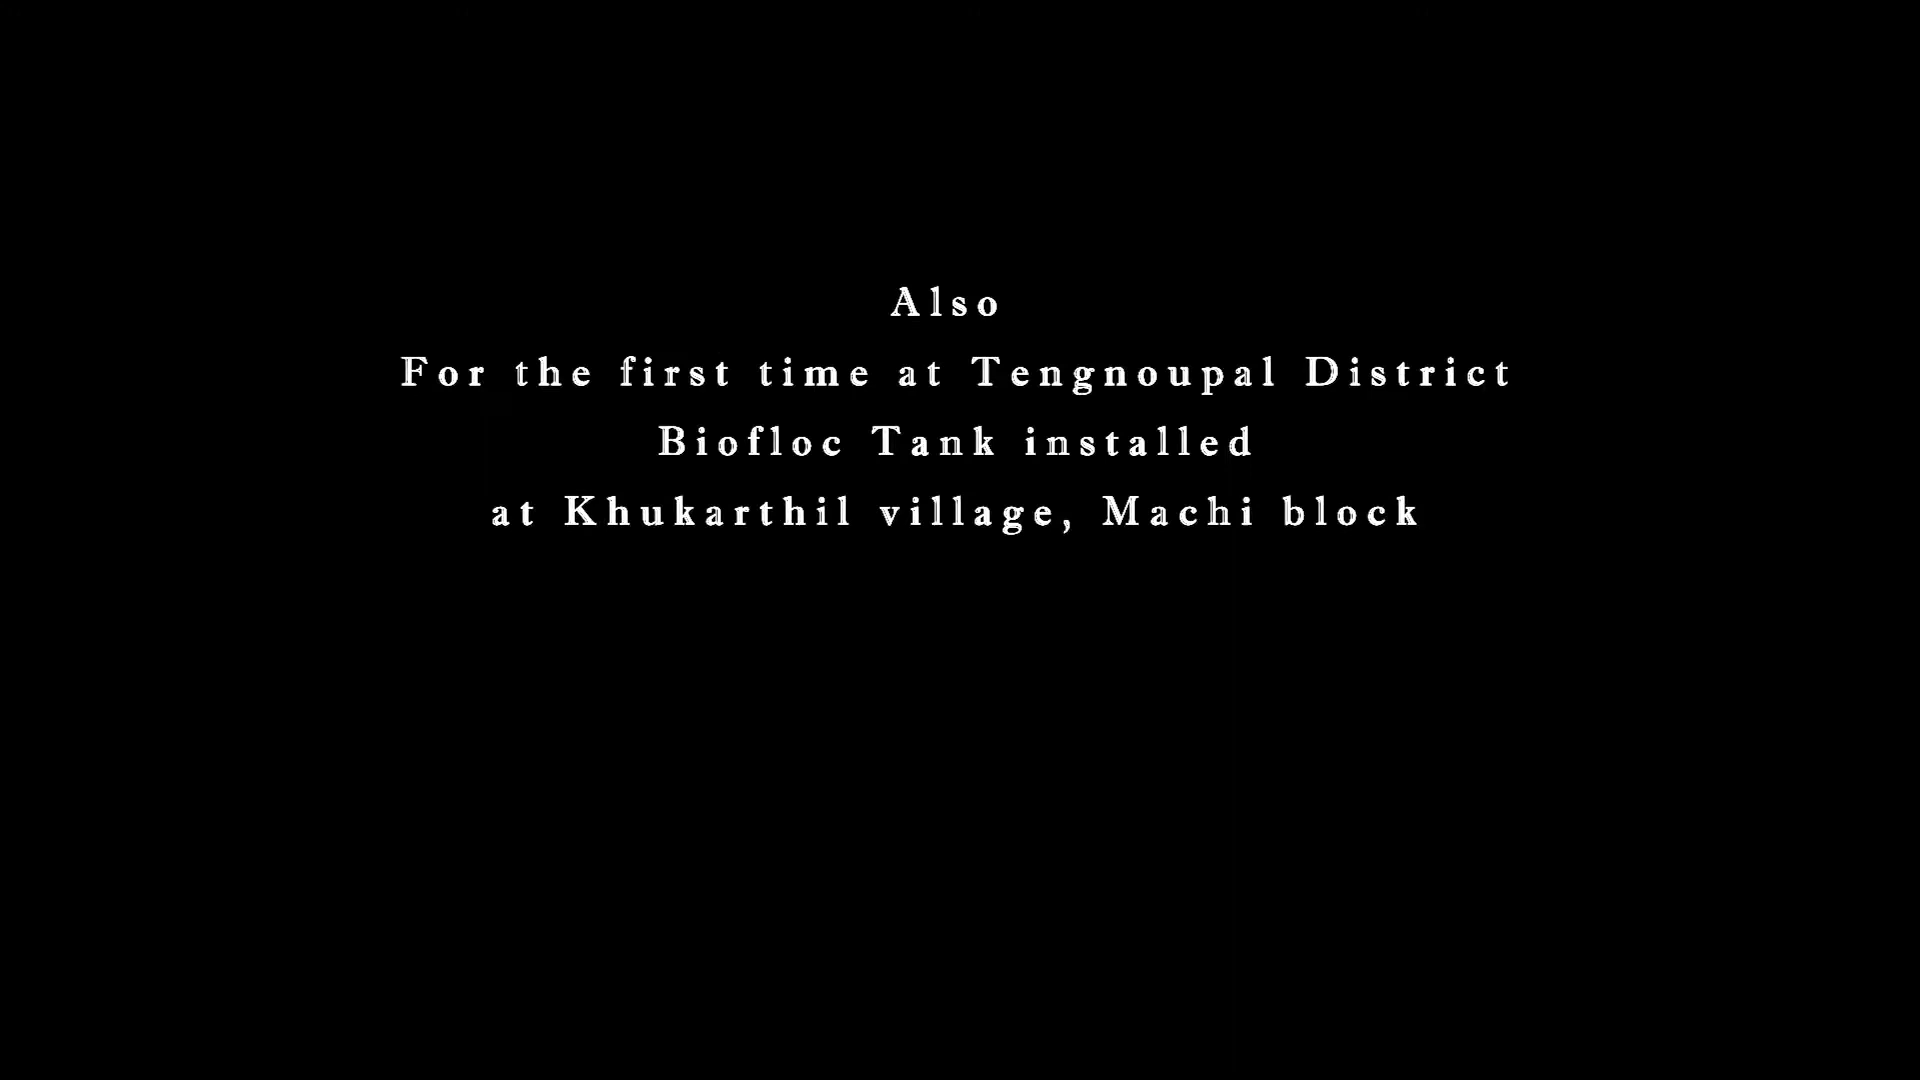 Also
For the first time at Tengnoupal District
Biofloc Tank installed
at Khukarthil village, Machi block